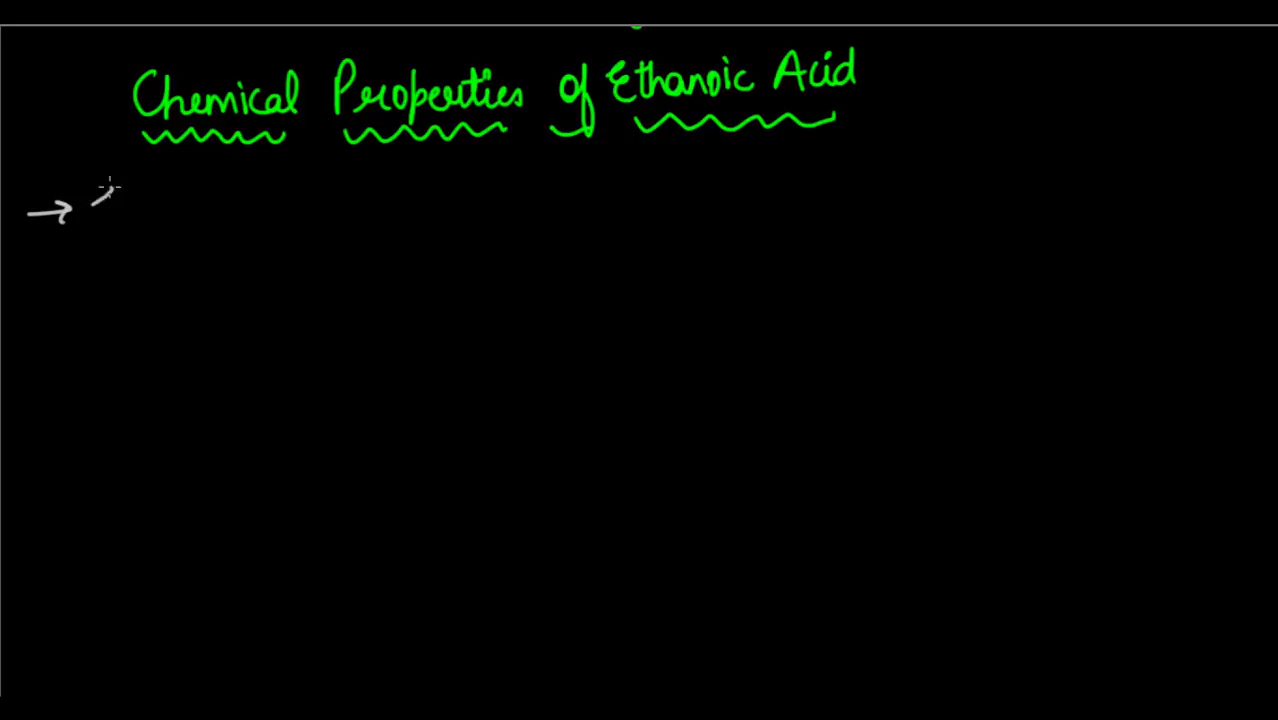 Chemical Properties of Ethanoic Acid
→